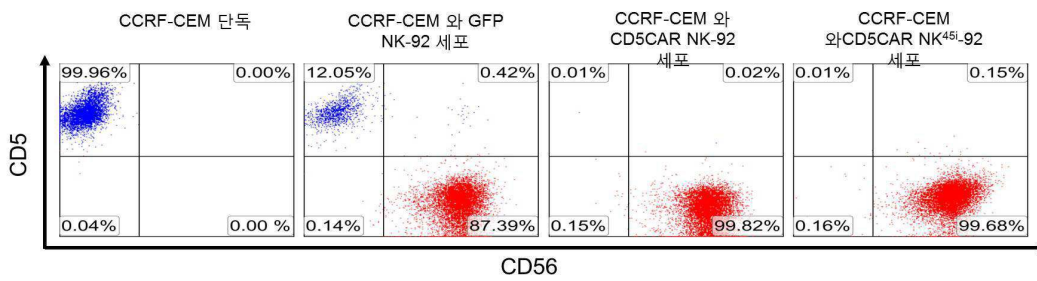 CCRF-CEM 단독
CCRF-CEM 와 GFP
NK-92 세포
CCRF-CEM 와
CD5CAR NK-92
세포
CCRF-CEM
와CD5CAR NK45i-92
세포
99.96%
0.00%
0.04%
0.00 %
12.05%
0.42%
0.14%
87.39%
0.01%
0.02%
0.15%
99.82%
0.01%
0.15%
0.16%
99.68%
CD5
CD56